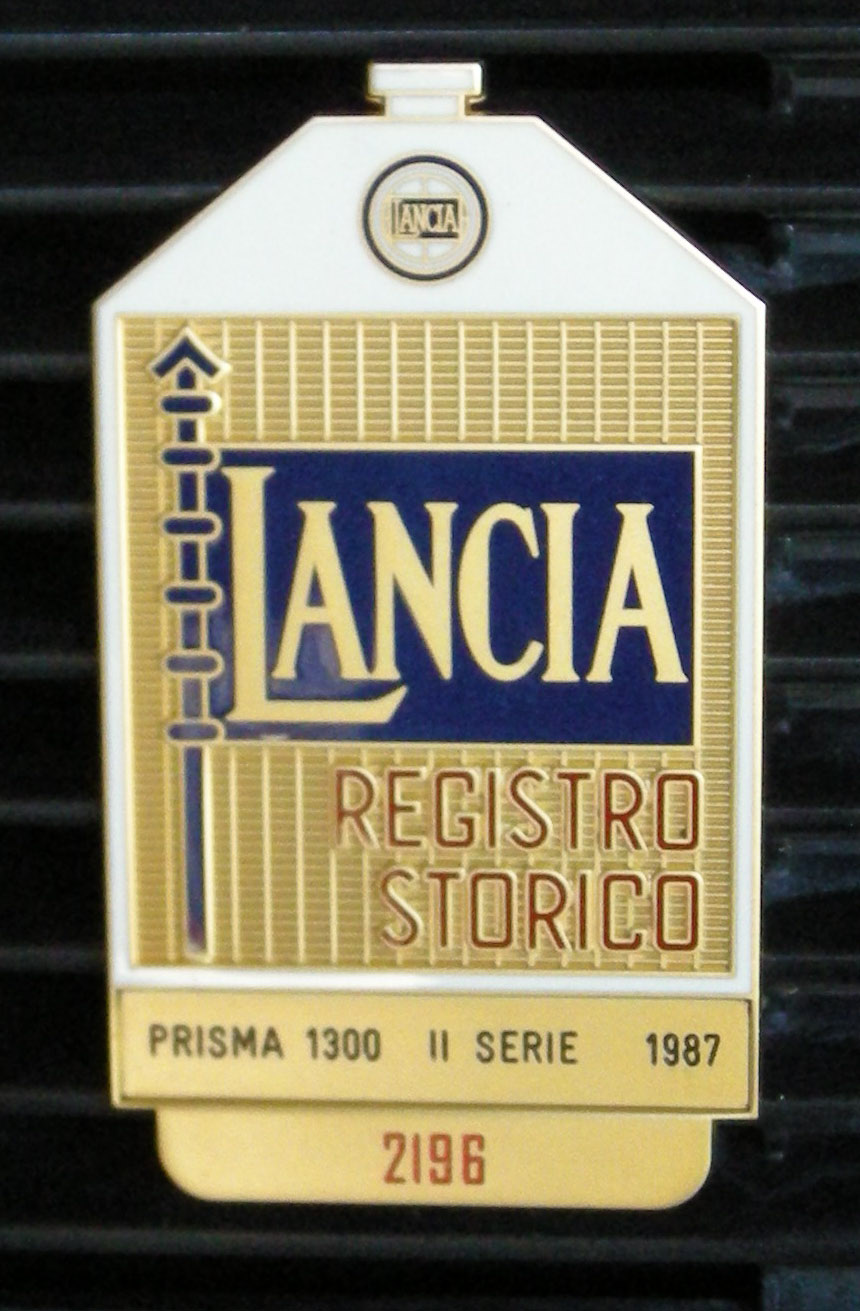 LANCIA
LANCIA
REGISTRO
STORICO
PRISMA 1300 II SERIE 1987
2196